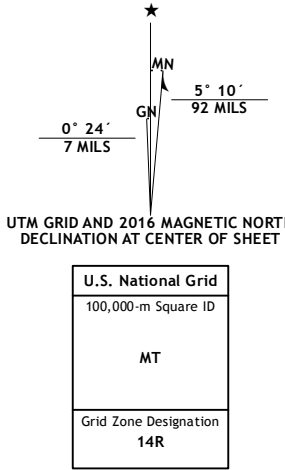 MN
GN
5° 10´
92 MILS
0° 24´
7 MILS
UTM GRID AND 2016 MAGNETIC NORTH
DECLINATION AT CENTER OF SHEET
U.S. National Grid
100,000-m Square ID
MT
Grid Zone Designation
14R